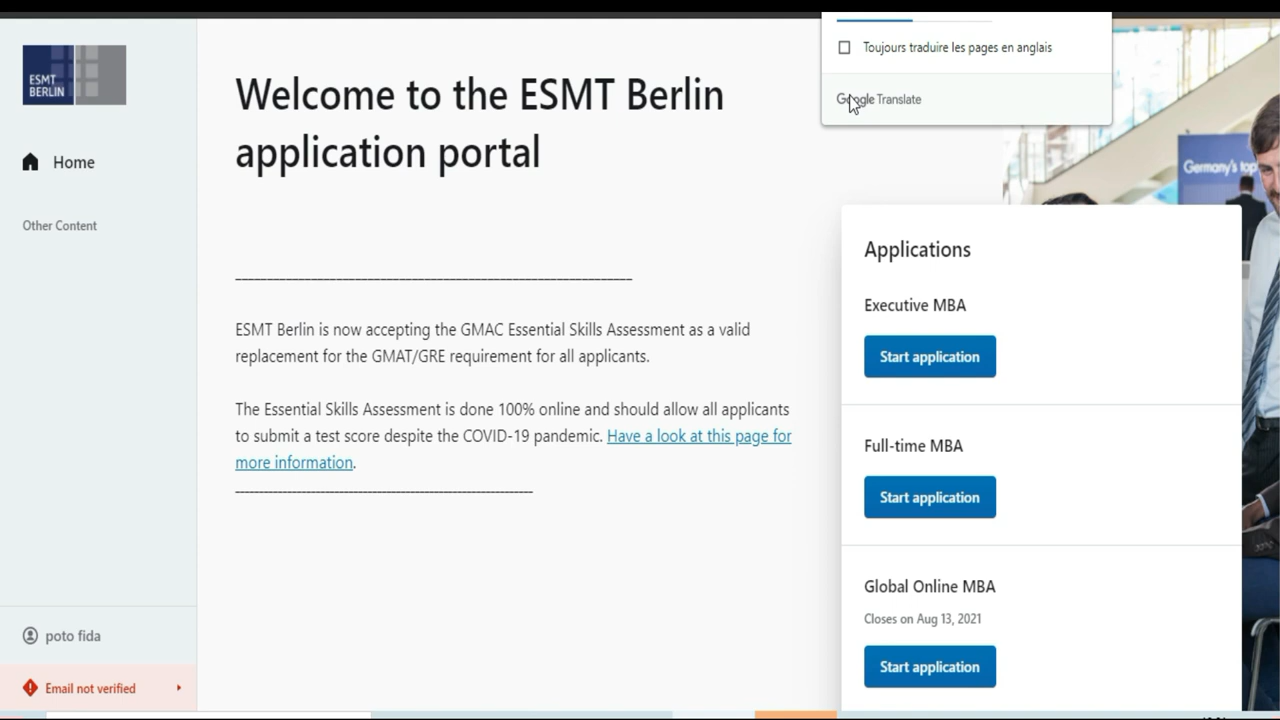 ESMT
BERLIN
Home
Other Content
poto fida
Email not verified
Welcome to the ESMT Berlin
application portal
ESMT Berlin is now accepting the GMAC Essential Skills Assessment as a valid
replacement for the GMAT/GRE requirement for all applicants.
The Essential Skills Assessment is done 100% online and should allow all applicants
to submit a test score despite the COVID-19 pandemic. Have a look at this page for
more information.
Toujours traduire les pages en anglais
Google Translate
Germany's top
Applications
Executive MBA
Start application
Full-time MBA
Start application
Global Online MBA
Closes on Aug 13, 2021
Start application